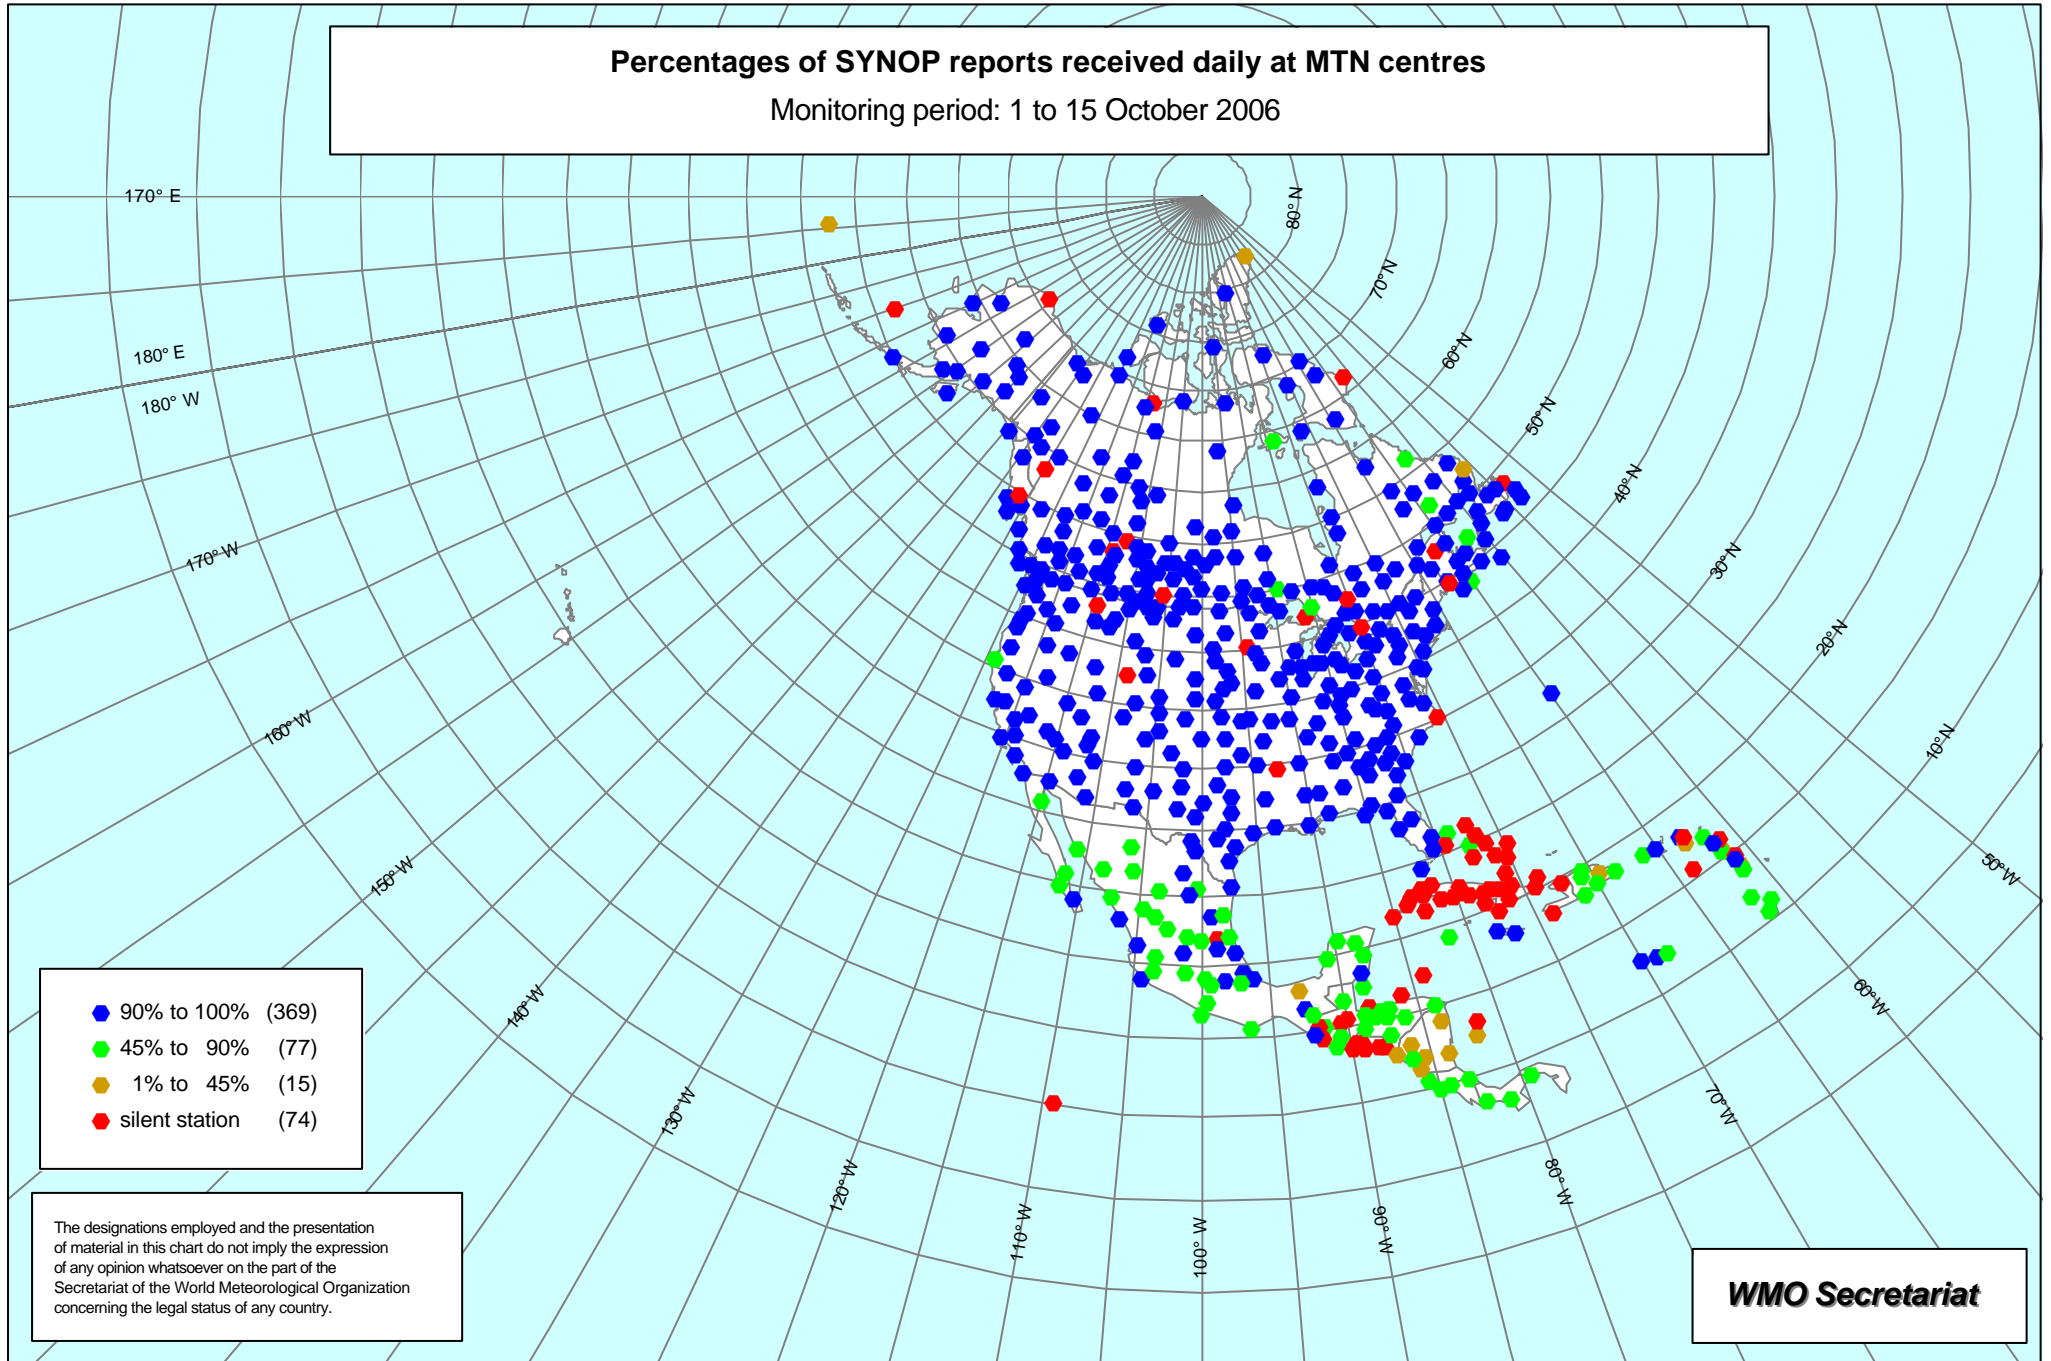 Percentages of SYNOP reports received daily at MTN centres
Monitoring period: 1 to 15 October 2006
170° E
180° E
180° W
170° W
160° W
150° W
140° W
130° W
120° W
110° W
100° W
90° W
80° W
70° W
60° W
50° W
80° N
70° N
60° N
50° N
40° N
30° N
20° N
10° N
90% to 100% (369)
45% to 90% (77)
1% to 45% (15)
silent station (74)
The designations employed and the presentation
of material in this chart do not imply the expression
of any opinion whatsoever on the part of the
Secretariat of the World Meteorological Organization
concerning the legal status of any country.
WMO Secretariat